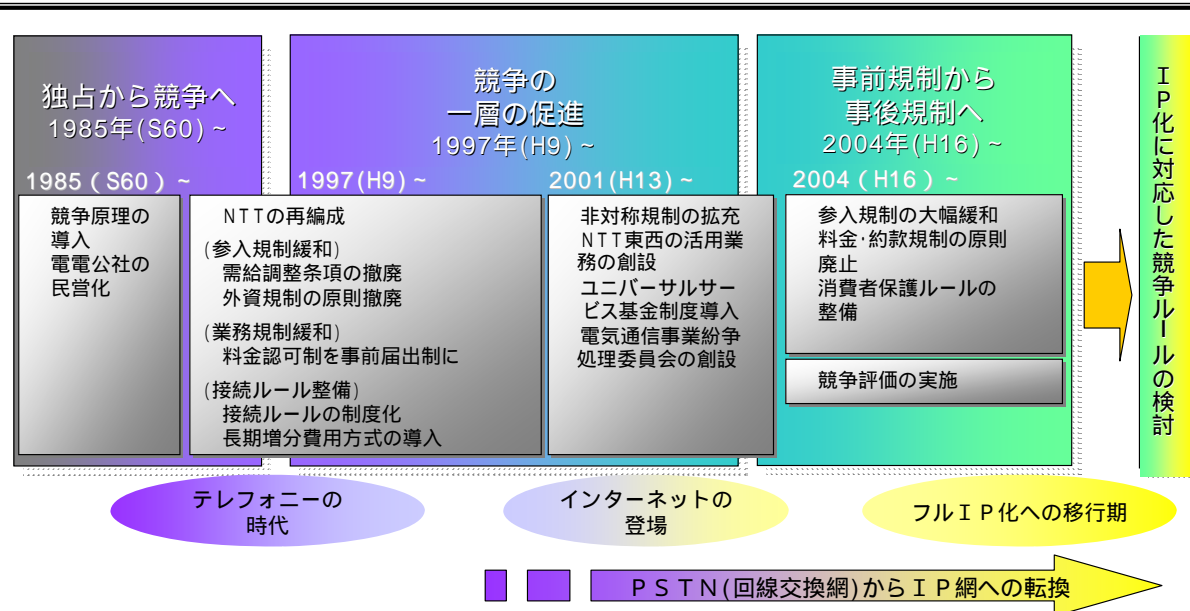 独占から競争へ
1985年(S60)~
競争の
一層の促進
1997年(H9)~
事前規制から
事後規制へ
2004年(H16)~
1985(S60)~
競争原理の
導入
電電公社の
民営化
1997(H9)~
NTTの再編成
(参入規制緩和)
需給調整条項の撤廃
外資規制の原則撤廃
(業務規制緩和)
料金認可制を事前届出制に
(接続ルール整備)
接続ルールの制度化
長期増分費用方式の導入
2001(H13)~
非対称規制の拡充
NTT東西の活用業
務の創設
ユニバーサルサー
ビス基金制度導入
電気通信事業紛争
処理委員会の創設
2004(H16)~
参入規制の大幅緩和
料金・約款規制の原則
廃止
消費者保護ルールの
整備
競争評価の実施
IP化に対応した競争ルールの検討
テレフォニーの
時代
インターネットの
登場
フルIP化への移行期
PSTN(回線交換網)からIP網への転換